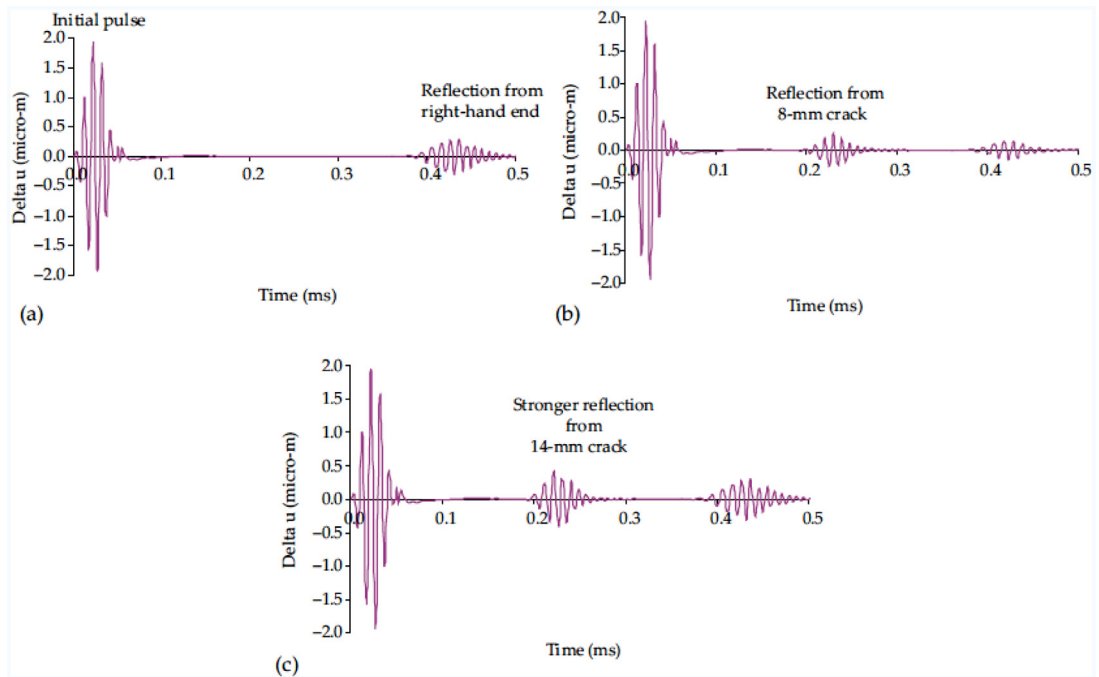 Initial pulse
2.0
1.5
1.0
0.5
0.0
−0.5
−1.0
−1.5
−2.0
Delta u (micro-m)
Reflection from
right-hand end
0.0
0.1
0.2
0.3
0.4
0.5
Time (ms)
(a)
2.0
1.5
1.0
0.5
0.0
−0.5
−1.0
−1.5
−2.0
Delta u (micro-m)
Reflection from
8-mm crack
0.0
0.1
0.2
0.3
0.4
0.5
Time (ms)
(b)
2.0
1.5
1.0
0.5
0.0
−0.5
−1.0
−1.5
−2.0
Delta u (micro-m)
Stronger reflection
from
14-mm crack
0.0
0.1
0.2
0.3
0.4
0.5
Time (ms)
(c)